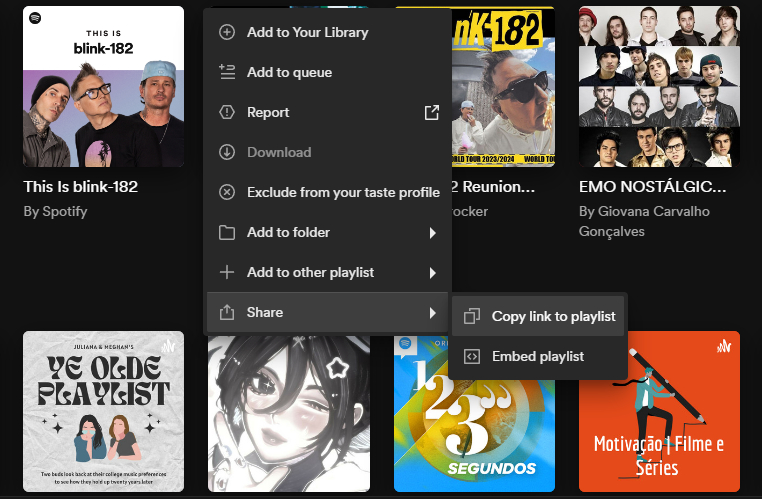 THIS IS
blink-182
This Is blink-182
By Spotify
Add to Your Library
Add to queue
Report
Download
Exclude from your taste profile
Add to folder
Add to other playlist
Share
Copy link to playlist
Embed playlist
nk-182
RLD TOUR 2023/2024
WORLD TO
2 Reunion...
ocker
EMO NOSTÁLGIC...
By Giovana Carvalho
Gonçalves
JULIANA & MEGHAN'S
YE OLDE
PLAYLIST
Two buds look back at their college music preferences
to see how they hold up twenty years later
ORI
123”
SEGUNDOS
Motivação | Filme e
Séries